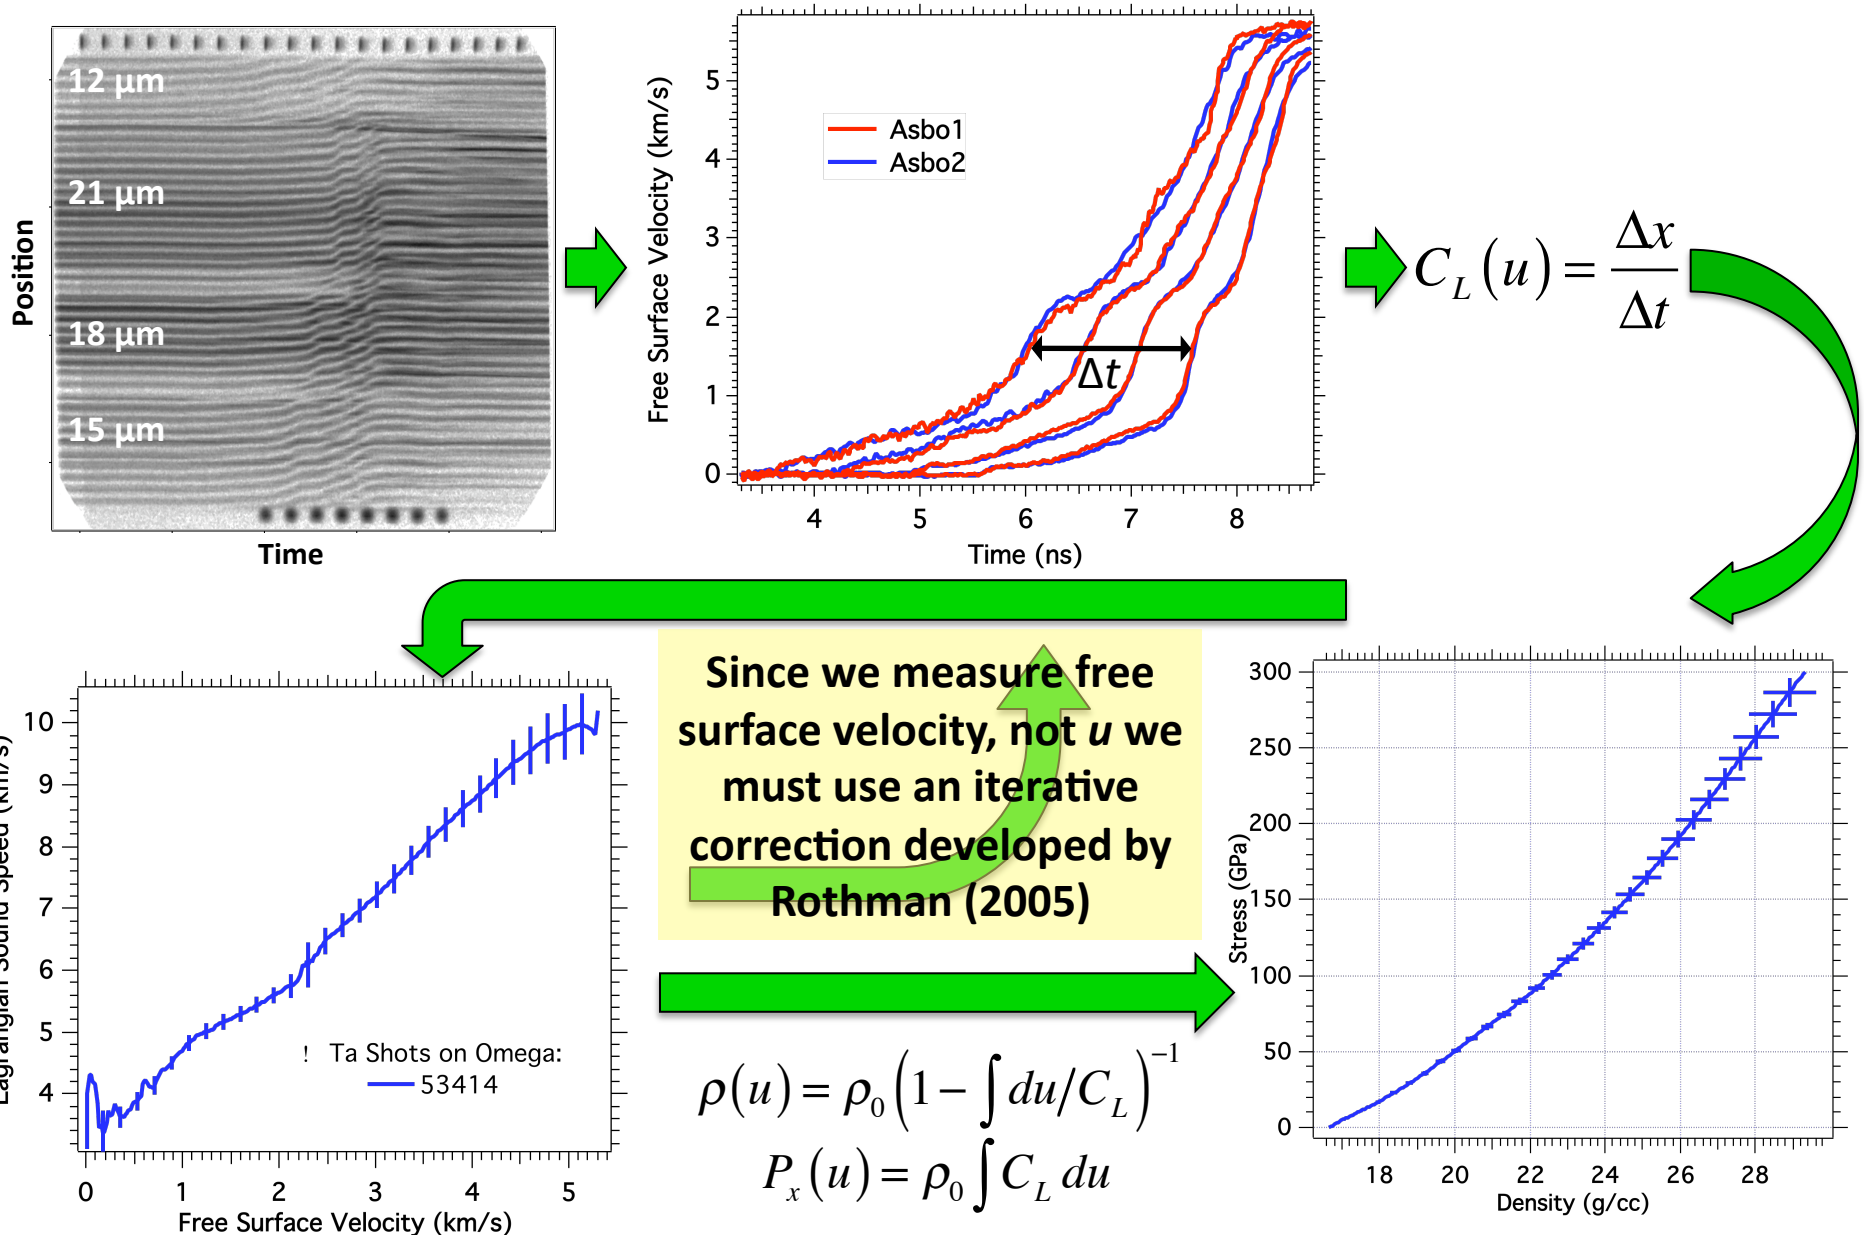 12 µm
21 µm
18 µm
15 µm
Position
Time
Free Surface Velocity (km/s)
5
4
3
2
1
0
Asbo1
Asbo2
Δt
4 5 6 7 8
Time (ns)
C_L(u) = Δx/Δt
Since we measure free
surface velocity, not u we
must use an iterative
correction developed by
Rothman (2005)
Lagrangian Sound Speed (km/s)
10
9
8
7
6
5
4
! Ta Shots on Omega:
53414
0 1 2 3 4 5
Free Surface Velocity (km/s)
ρ(u) = ρ₀(1 − ∫du/C_L)⁻¹
Pₓ(u) = ρ₀∫C_L du
Stress (GPa)
300
250
200
150
100
50
0
18 20 22 24 26 28
Density (g/cc)